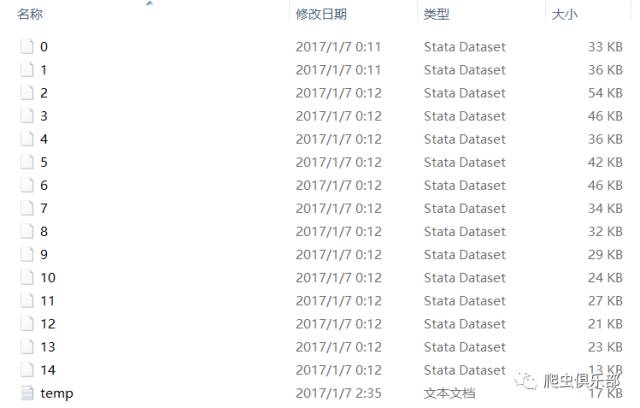 名称 修改日期 类型 大小
0 2017/1/7 0:11 Stata Dataset 33 KB
1 2017/1/7 0:11 Stata Dataset 36 KB
2 2017/1/7 0:12 Stata Dataset 54 KB
3 2017/1/7 0:12 Stata Dataset 46 KB
4 2017/1/7 0:12 Stata Dataset 36 KB
5 2017/1/7 0:12 Stata Dataset 42 KB
6 2017/1/7 0:12 Stata Dataset 46 KB
7 2017/1/7 0:12 Stata Dataset 34 KB
8 2017/1/7 0:12 Stata Dataset 32 KB
9 2017/1/7 0:12 Stata Dataset 29 KB
10 2017/1/7 0:12 Stata Dataset 24 KB
11 2017/1/7 0:12 Stata Dataset 27 KB
12 2017/1/7 0:12 Stata Dataset 21 KB
13 2017/1/7 0:12 Stata Dataset 23 KB
14 2017/1/7 0:12 Stata Dataset 13 KB
爬虫俱乐部
temp 2017/1/7 2:35 文本文档 17 KB